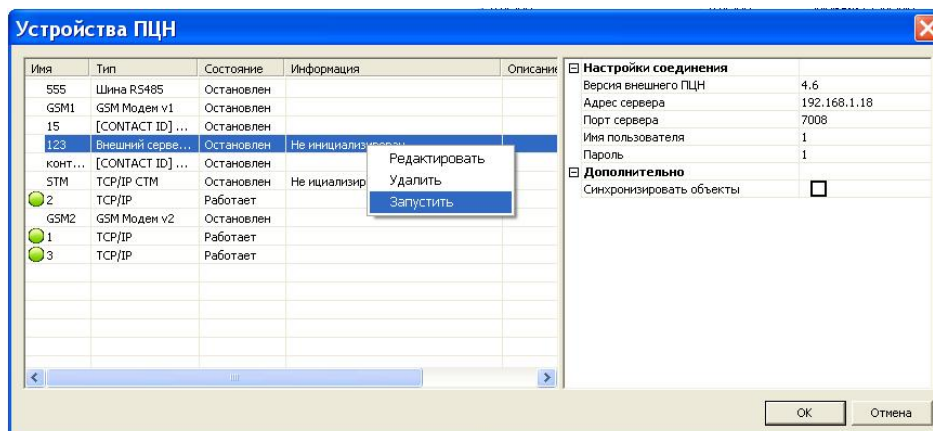 Устройства ПЦН
Имя Тип Состояние Информация Описание
555 Шина RS485 Остановлен
GSM1 GSM Модем v1 Остановлен
15 [CONTACT ID] ... Остановлен
123 Внешний серве... Остановлен Не инициализирован
конт... [CONTACT ID] ... Остановлен
STM TCP/IP СТМ Остановлен Не ициализир
2 TCP/IP Работает
GSM2 GSM Модем v2 Остановлен
1 TCP/IP Работает
3 TCP/IP Работает
Редактировать
Удалить
Запустить
Настройки соединения
Версия внешнего ПЦН 4.6
Адрес сервера 192.168.1.18
Порт сервера 7008
Имя пользователя 1
Пароль 1
Дополнительно
Синхронизировать объекты
OK Отмена